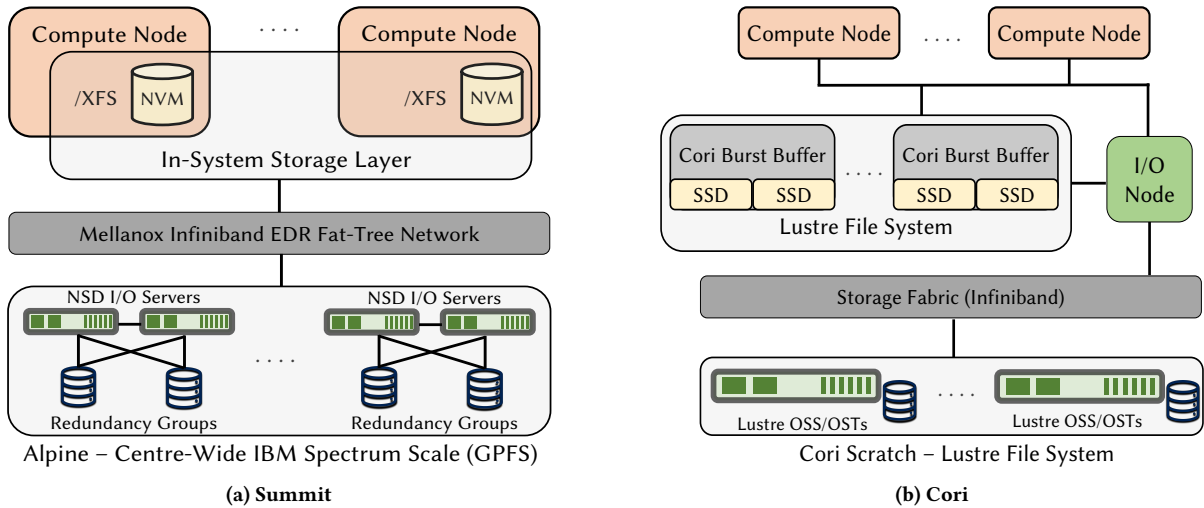 Compute Node
. . . .
Compute Node
/XFS
NVM
/XFS
NVM
In-System Storage Layer
Mellanox Infiniband EDR Fat-Tree Network
NSD I/O Servers
NSD I/O Servers
. . . .
Redundancy Groups
Redundancy Groups
Alpine – Centre-Wide IBM Spectrum Scale (GPFS)
(a) Summit
Compute Node
. . . .
Compute Node
Cori Burst Buffer
SSD
SSD
. . . .
Cori Burst Buffer
SSD
SSD
Lustre File System
I/O
Node
Storage Fabric (Infiniband)
. . . .
Lustre OSS/OSTs
Lustre OSS/OSTs
Cori Scratch – Lustre File System
(b) Cori